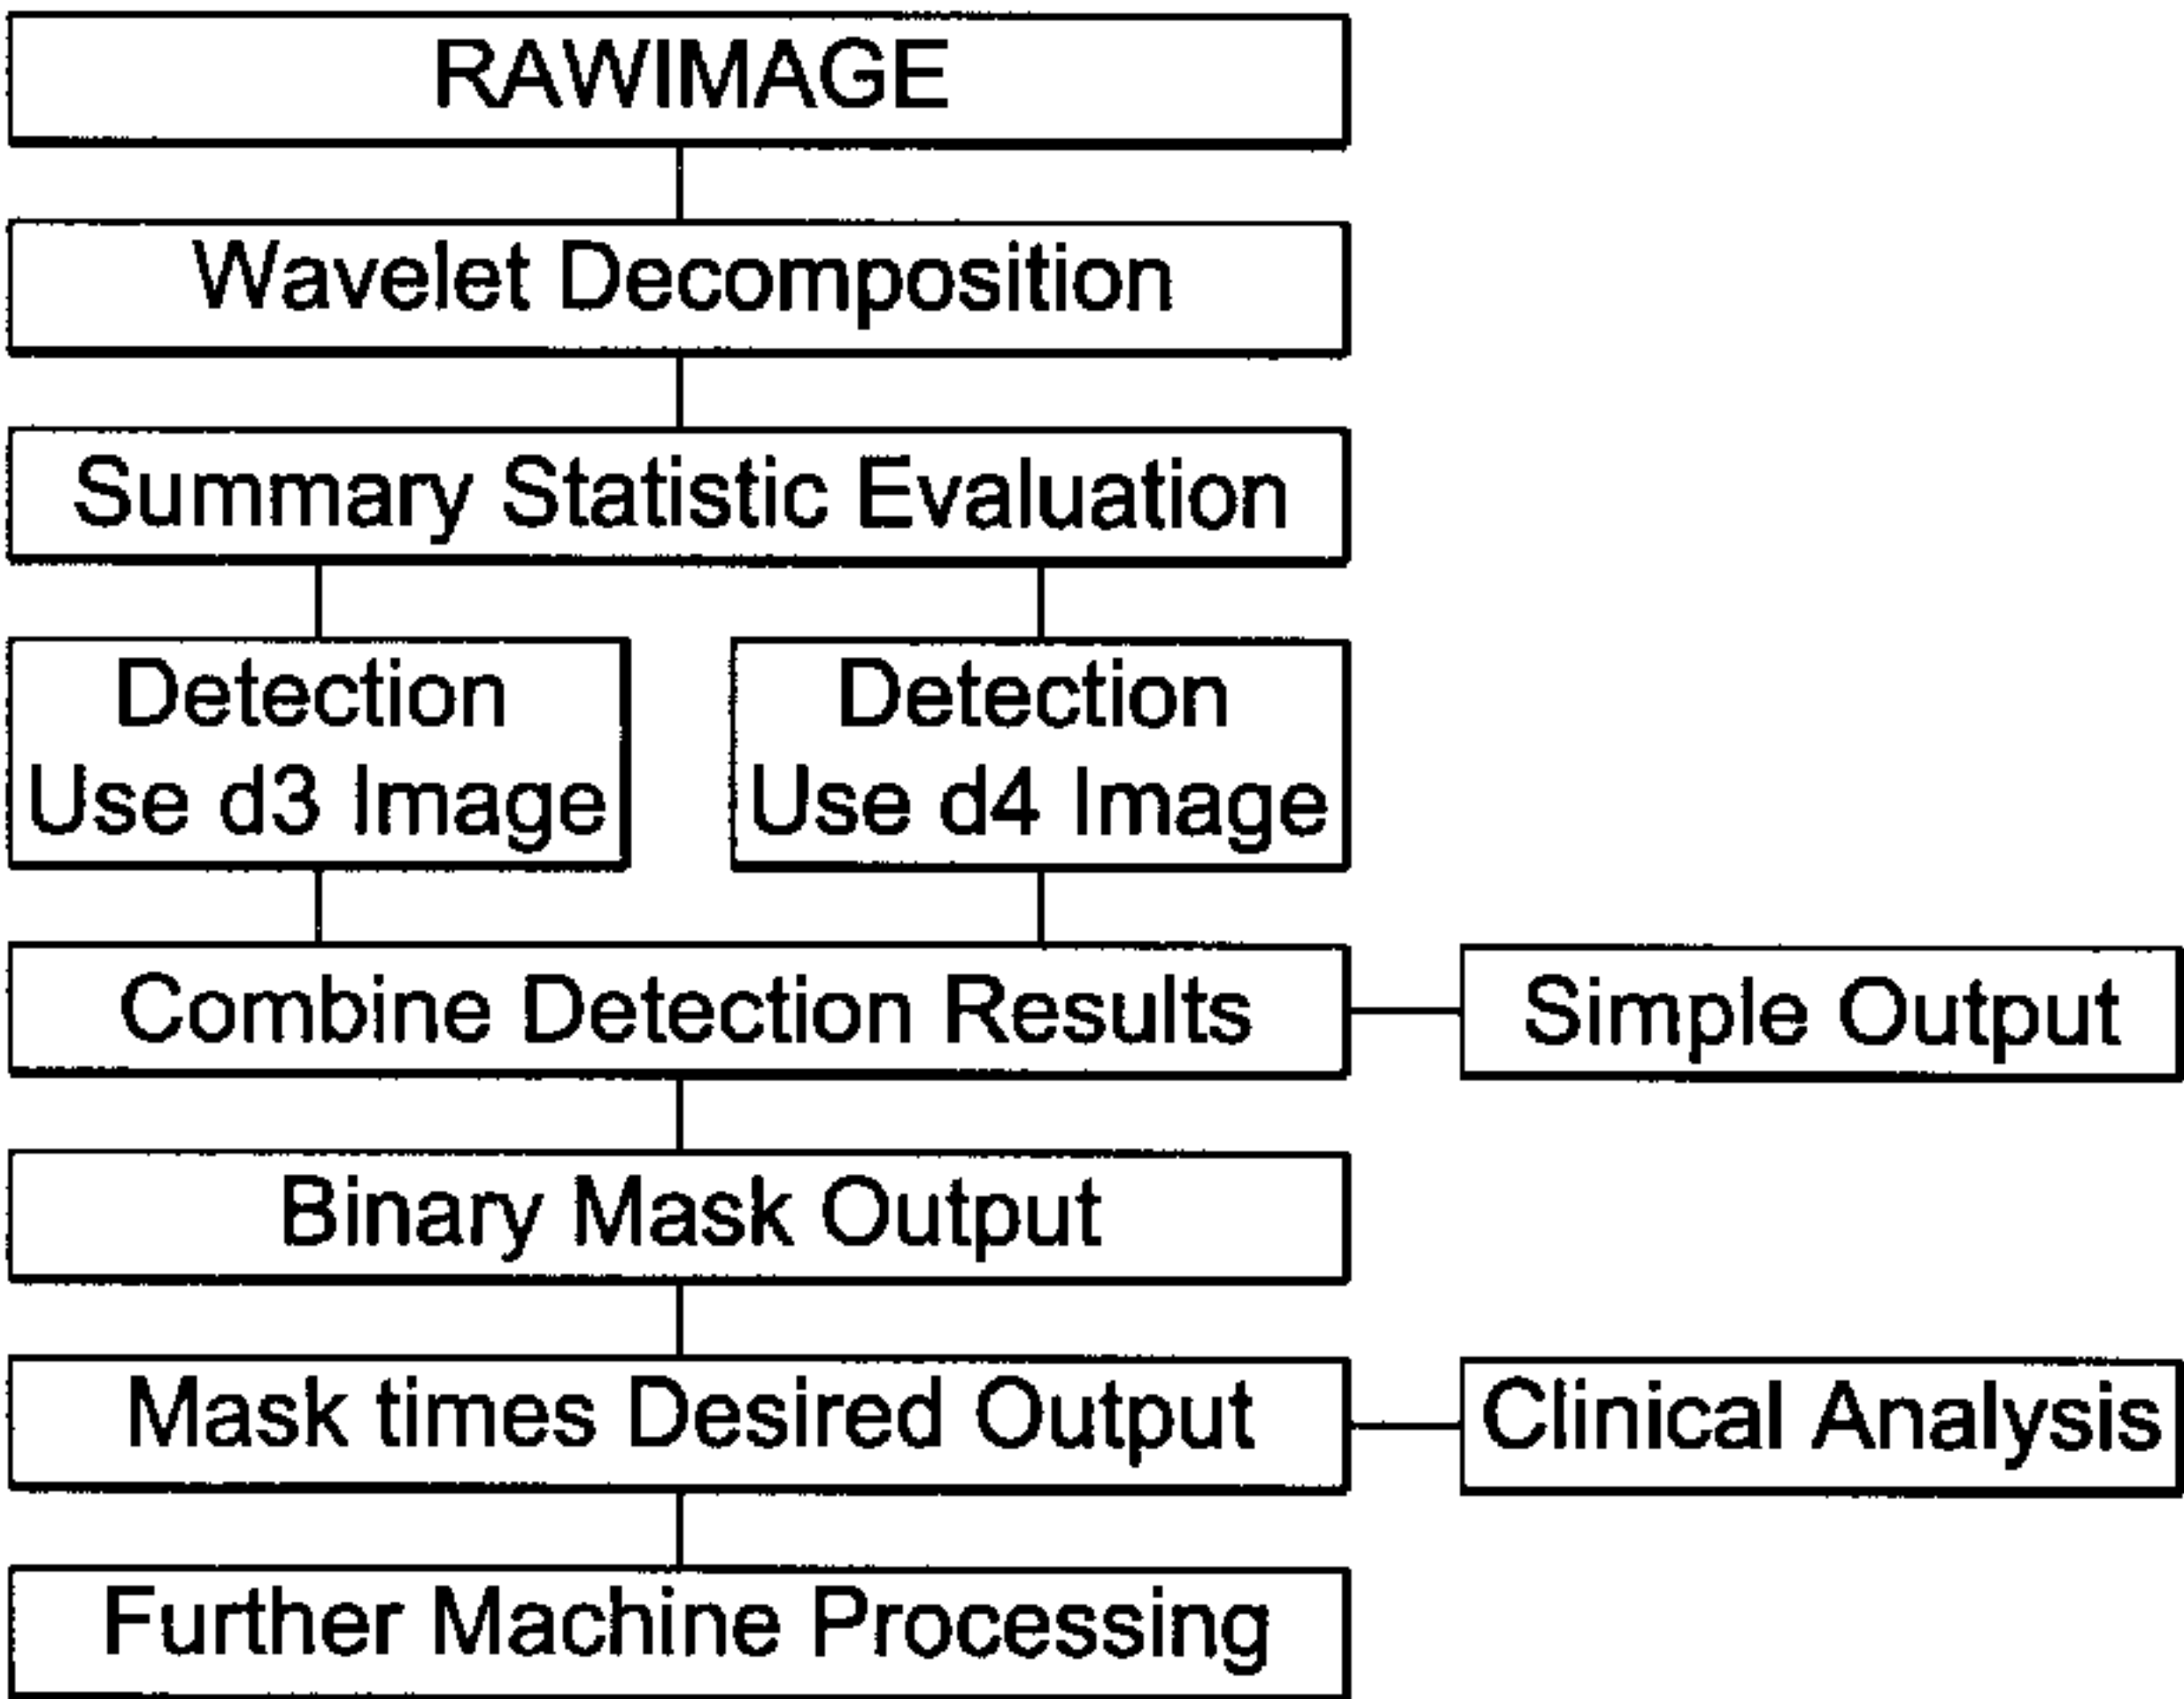 RAWIMAGE
Wavelet Decomposition
Summary Statistic Evaluation
Detection
Use d3 Image
Detection
Use d4 Image
Combine Detection Results
Simple Output
Binary Mask Output
Mask times Desired Output
Clinical Analysis
Further Machine Processing